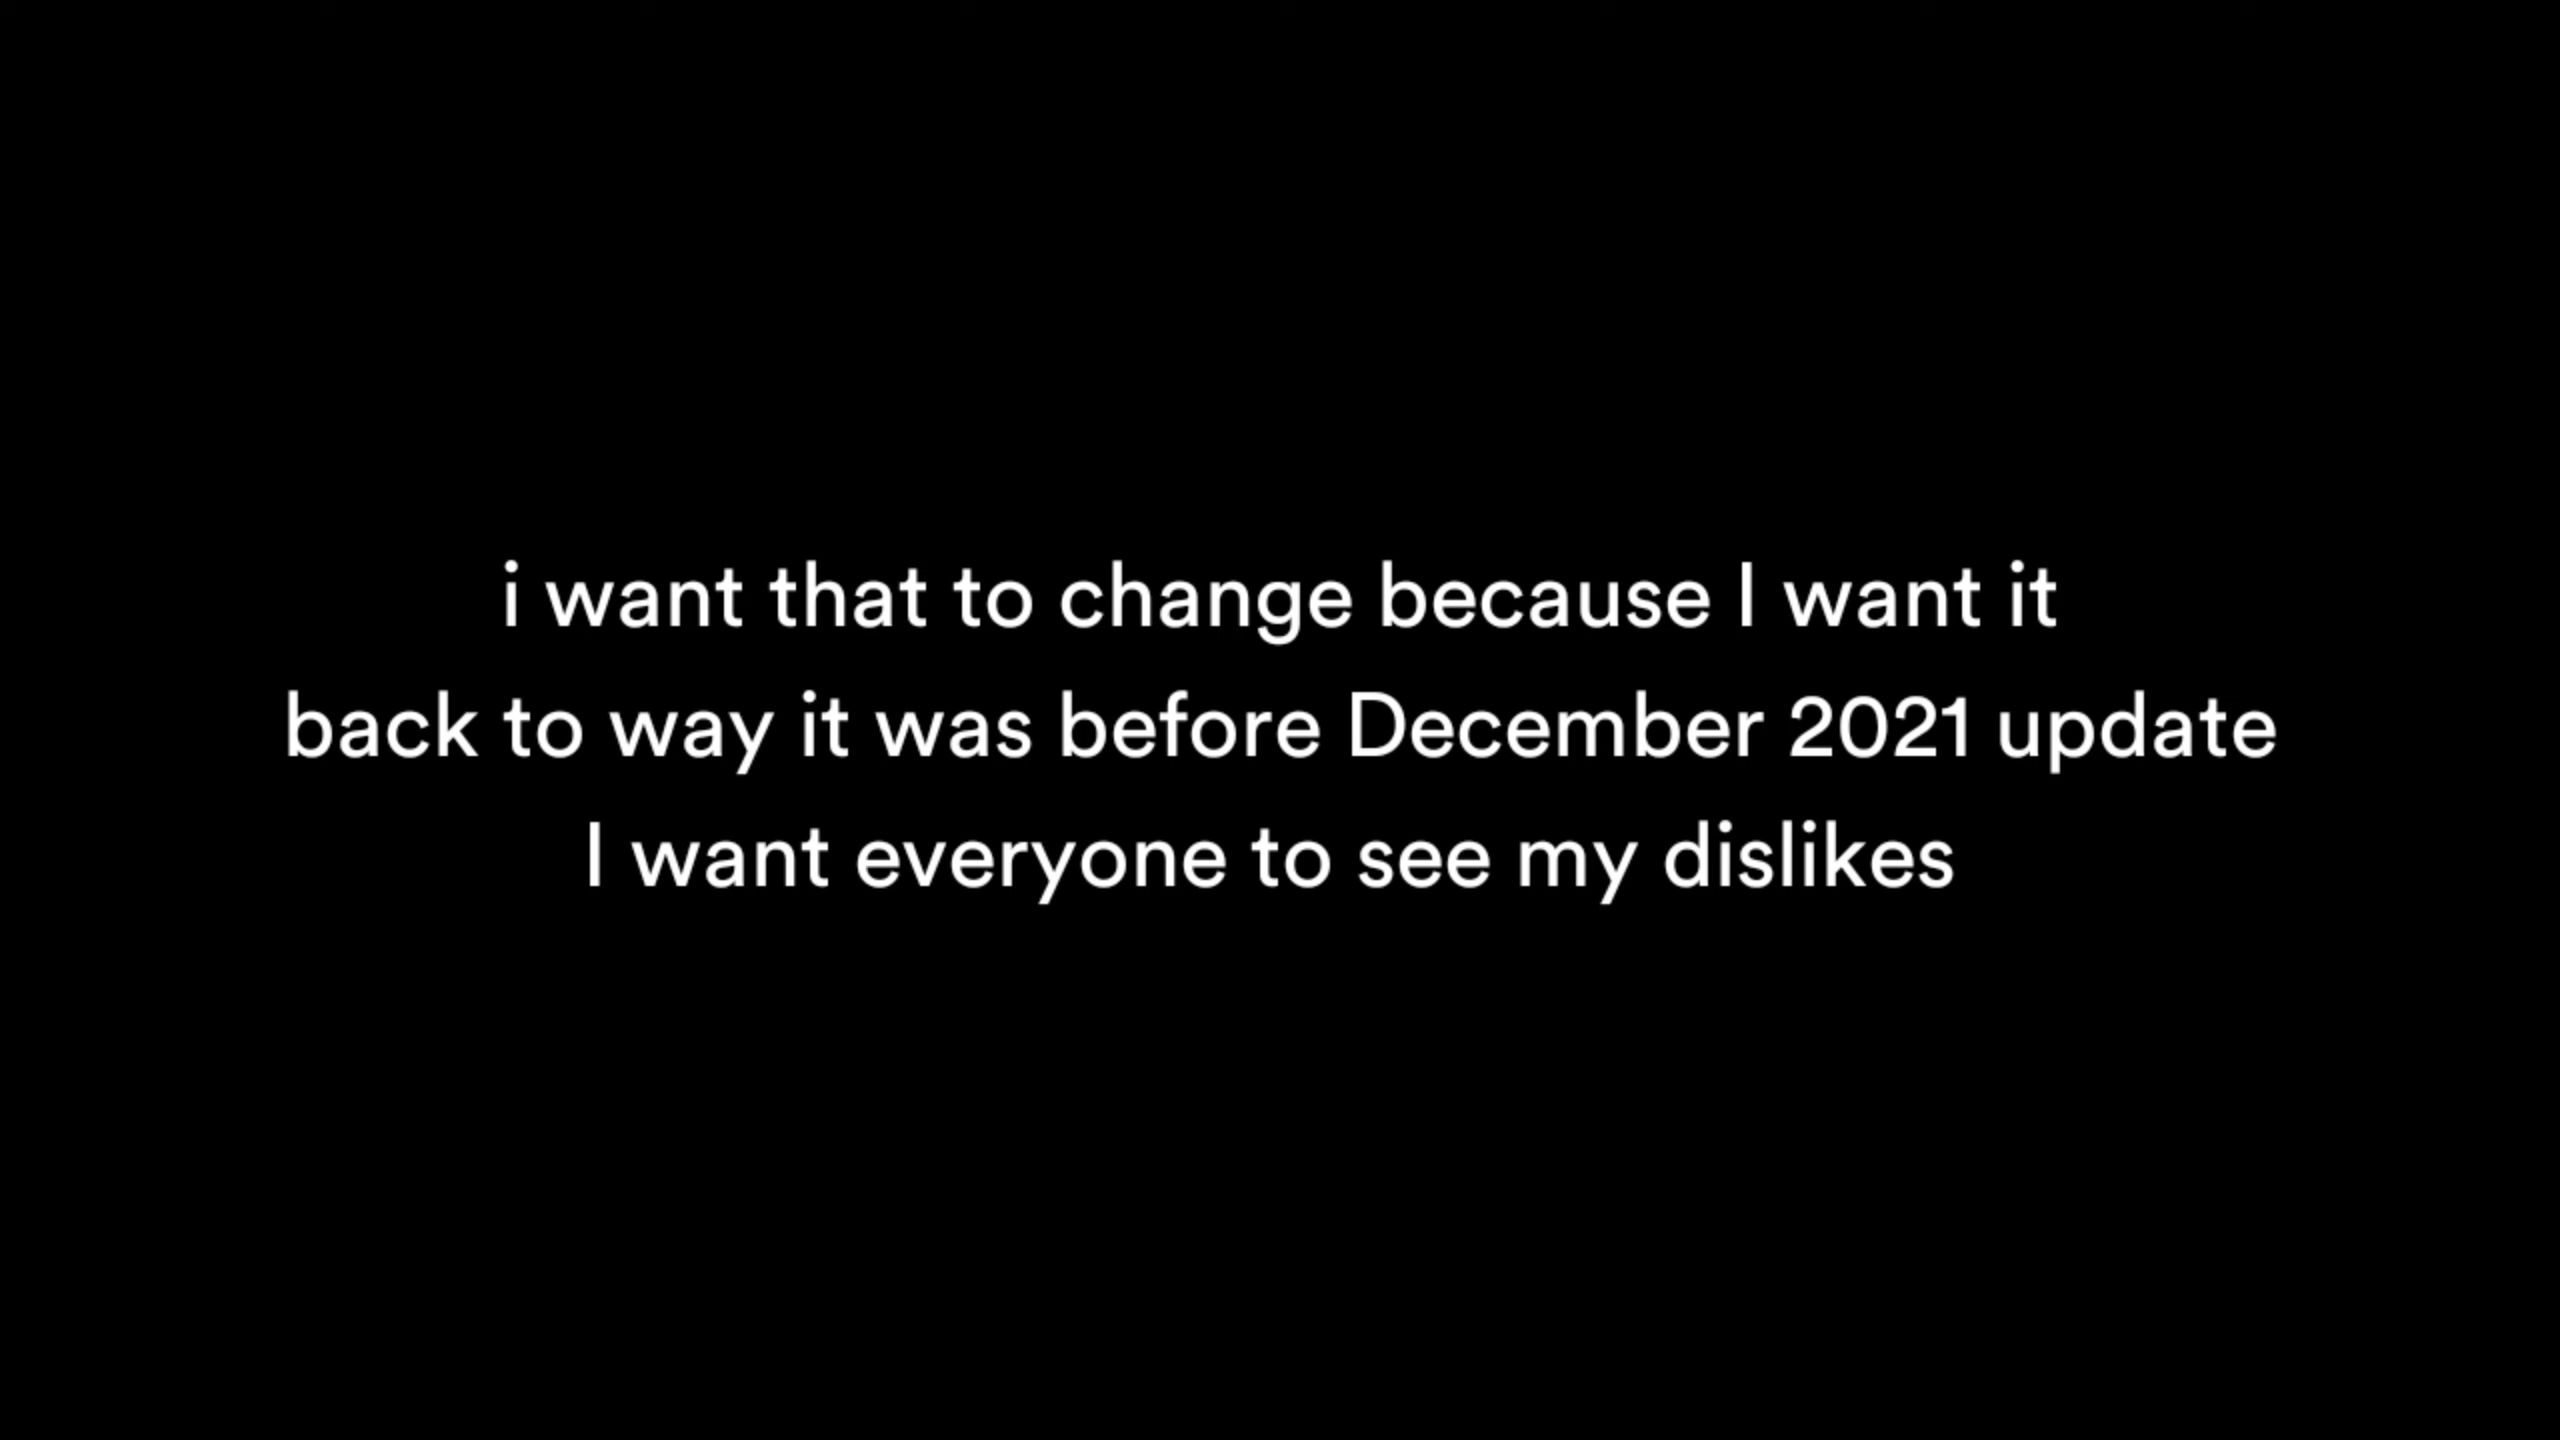 i want that to change because I want it
back to way it was before December 2021 update
I want everyone to see my dislikes